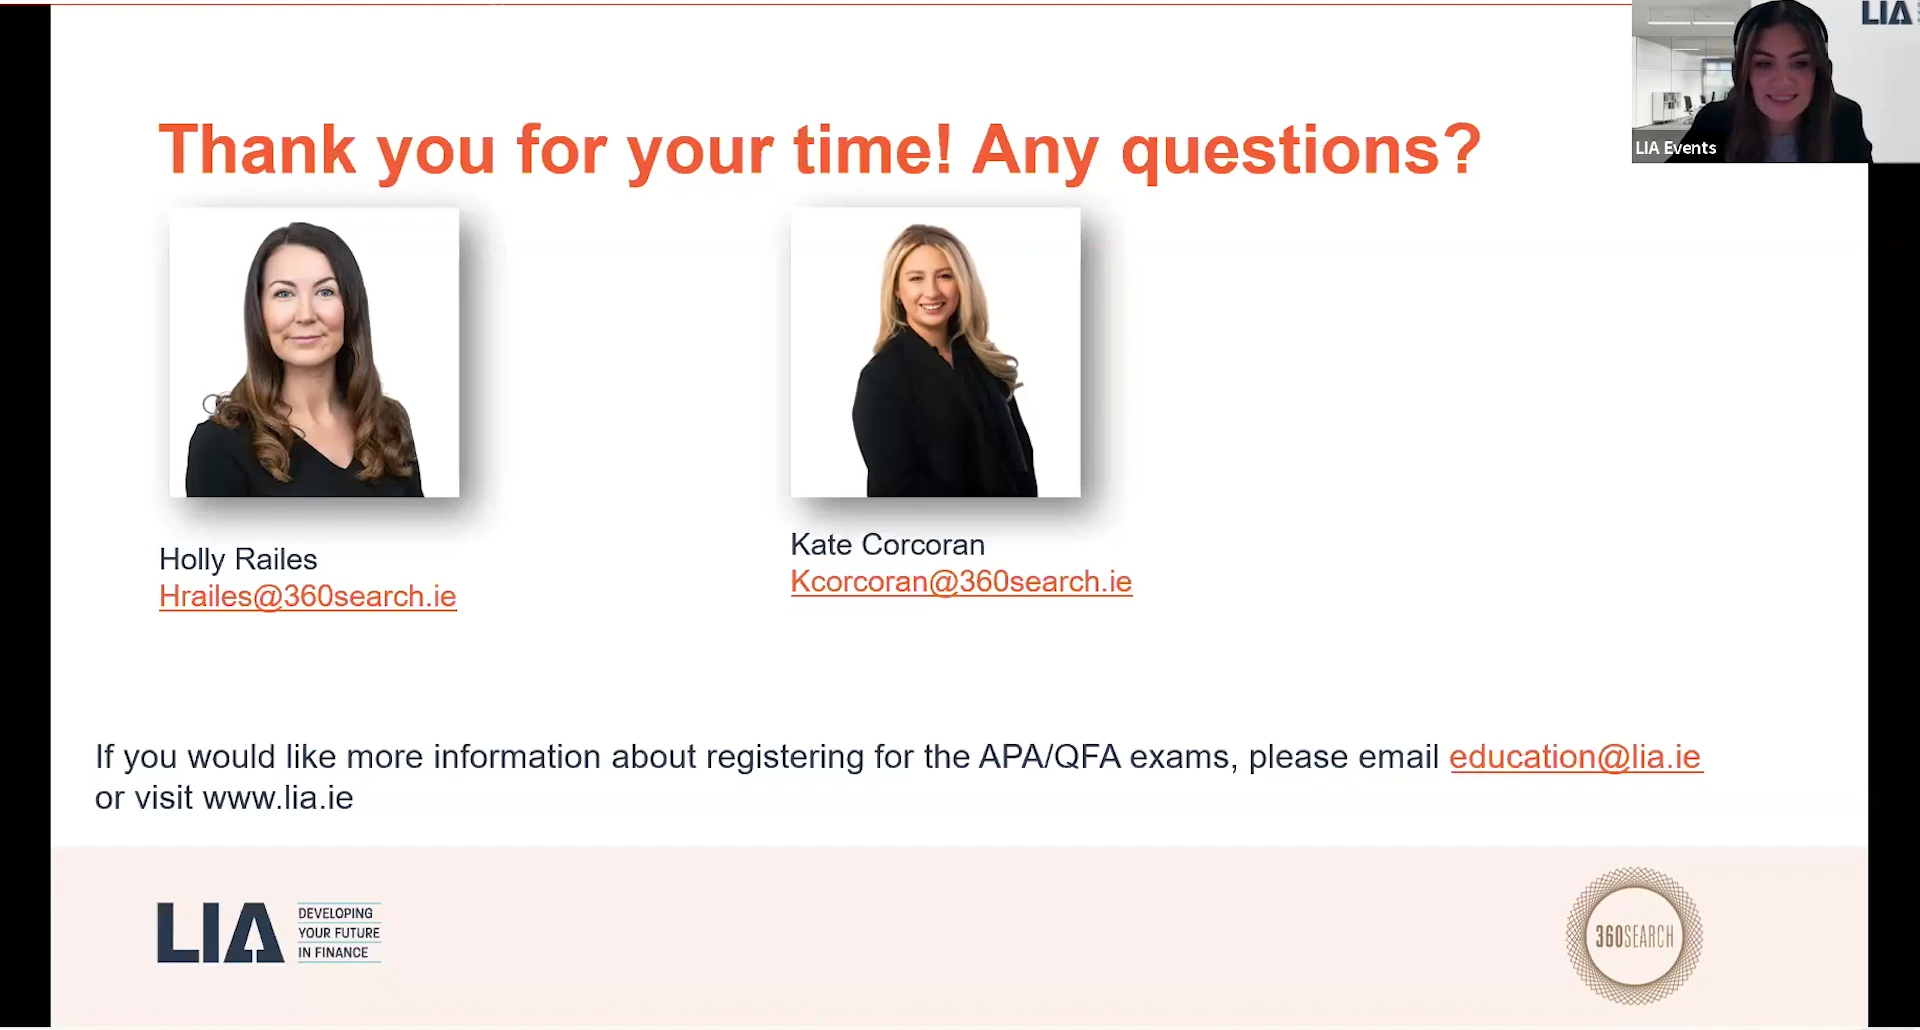 LIA
LIA Events
Thank you for your time! Any questions?
Holly Railes
Hrailes@360search.ie
Kate Corcoran
Kcorcoran@360search.ie
If you would like more information about registering for the APA/QFA exams, please email education@lia.ie
or visit www.lia.ie
LIA
DEVELOPING
YOUR FUTURE
IN FINANCE
360SEARCH